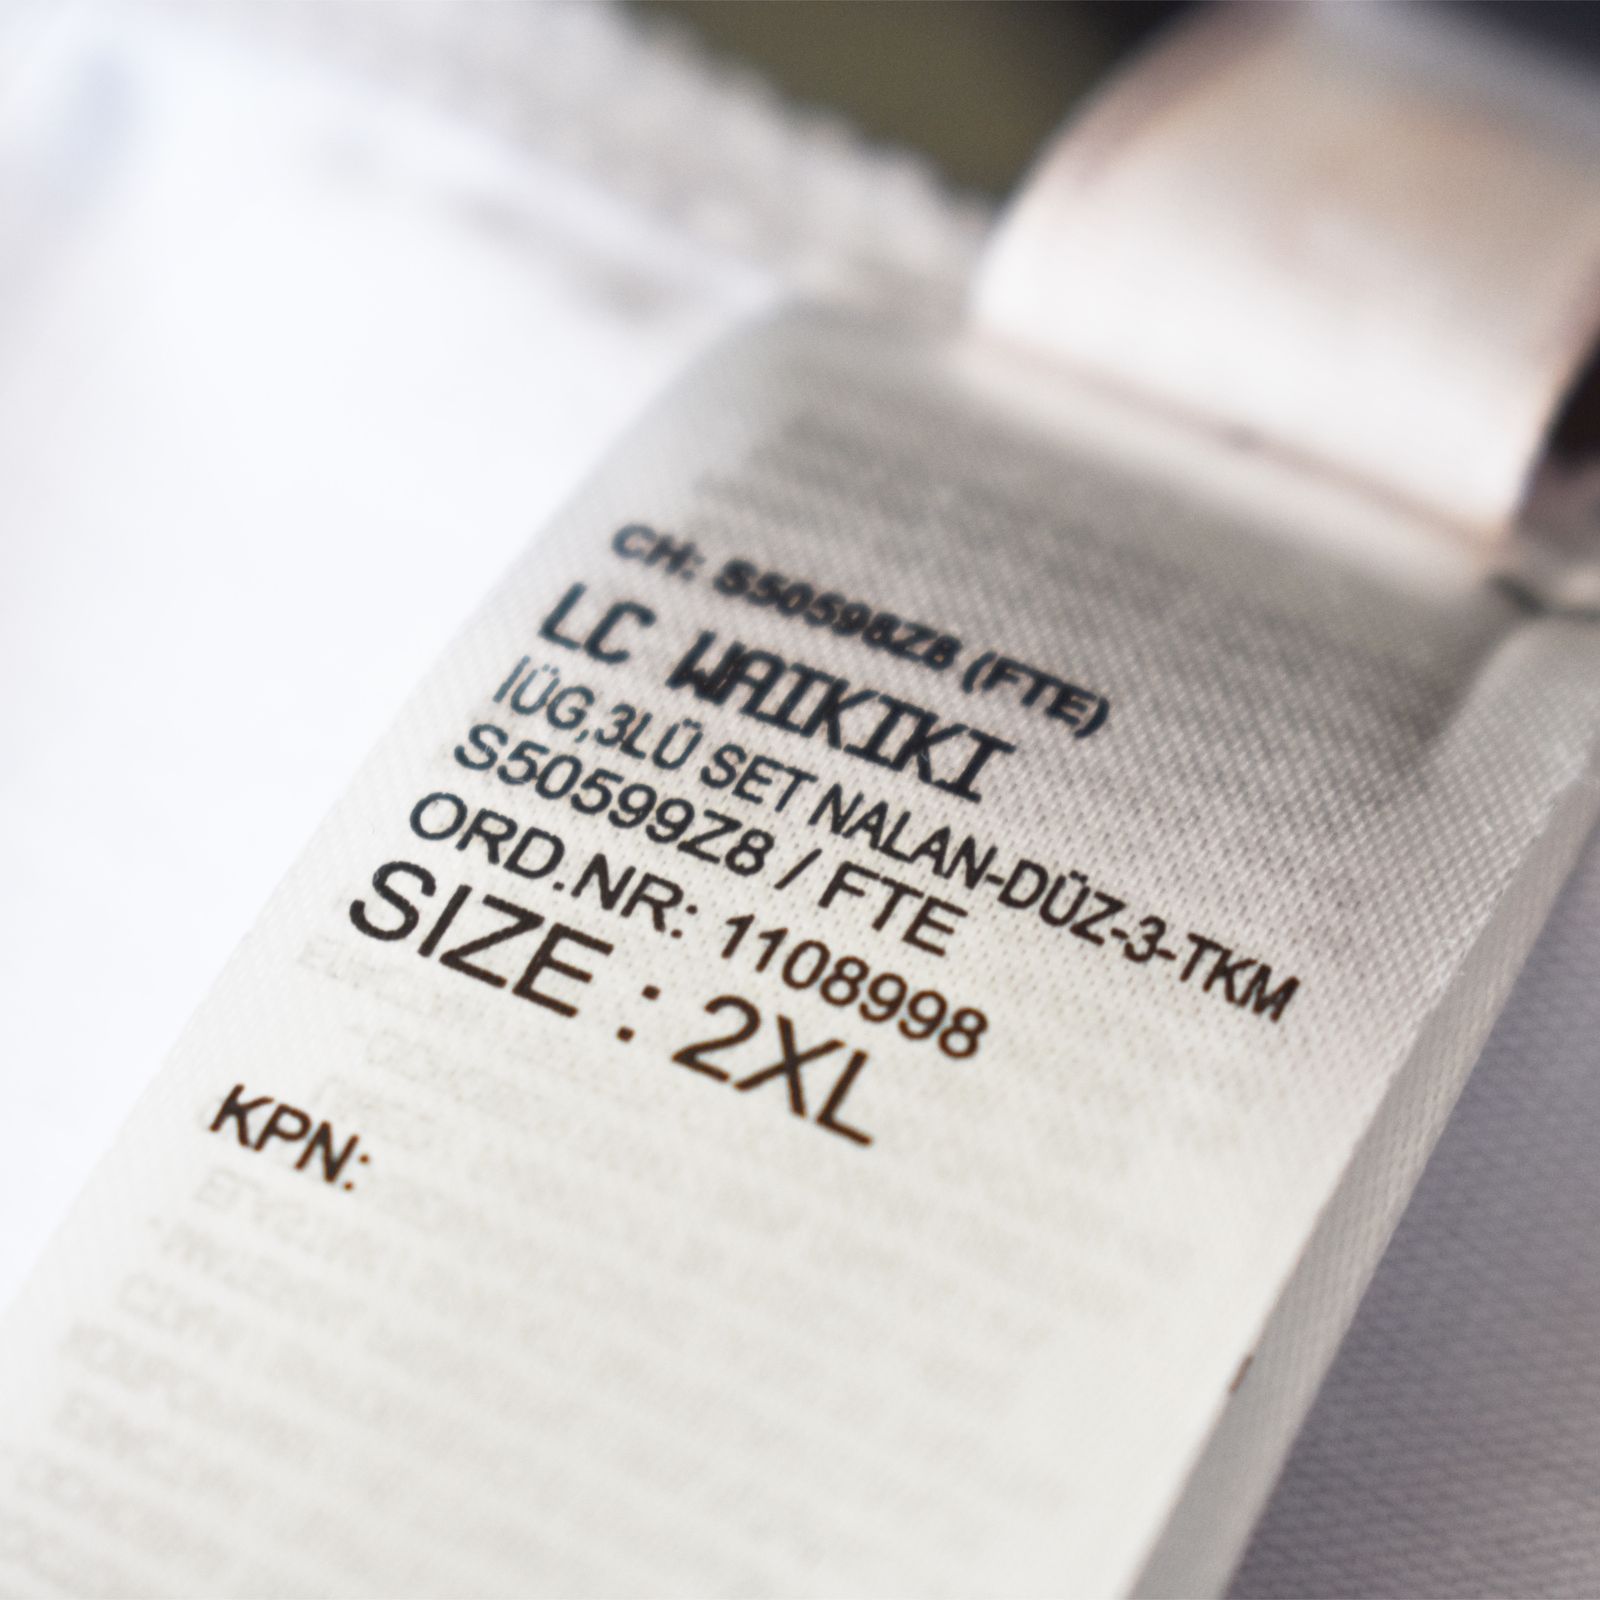 CH: S50598Z8 (FTE)
LC WAIKIKI
İÜG,3LÜ SET NALAN-DÜZ-3-TKM
S50599Z8 / FTE
ORD.NR: 1108998
SIZE : 2XL
KPN: